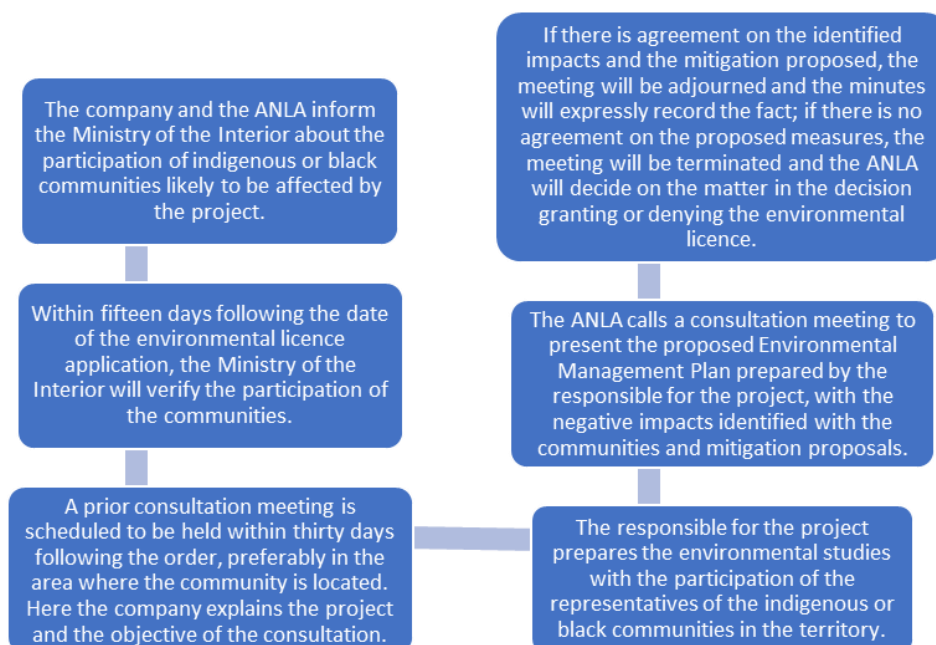 The company and the ANLA inform
the Ministry of the Interior about the
participation of indigenous or black
communities likely to be affected by
the project.
Within fifteen days following the date
of the environmental licence
application, the Ministry of the
Interior will verify the participation of
the communities.
A prior consultation meeting is
scheduled to be held within thirty days
following the order, preferably in the
area where the community is located.
Here the company explains the project
and the objective of the consultation.
The responsible for the project
prepares the environmental studies
with the participation of the
representatives of the indigenous or
black communities in the territory.
The ANLA calls a consultation meeting to
present the proposed Environmental
Management Plan prepared by the
responsible for the project, with the
negative impacts identified with the
communities and mitigation proposals.
If there is agreement on the identified
impacts and the mitigation proposed, the
meeting will be adjourned and the minutes
will expressly record the fact; if there is no
agreement on the proposed measures, the
meeting will be terminated and the ANLA
will decide on the matter in the decision
granting or denying the environmental
licence.